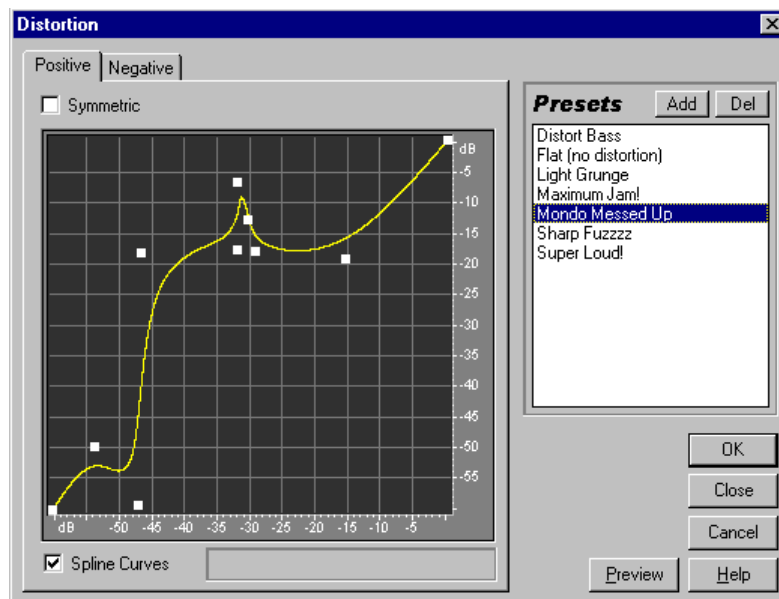 Distortion
Positive Negative
Symmetric
dB
-5
-10
-15
-20
-25
-30
-35
-40
-45
-50
-55
dB -50 -45 -40 -35 -30 -25 -20 -15 -10 -5
Spline Curves
Presets Add Del
Distort Bass
Flat (no distortion)
Light Grunge
Maximum Jam!
Mondo Messed Up
Sharp Fuzzzz
Super Loud!
OK
Close
Cancel
Preview Help